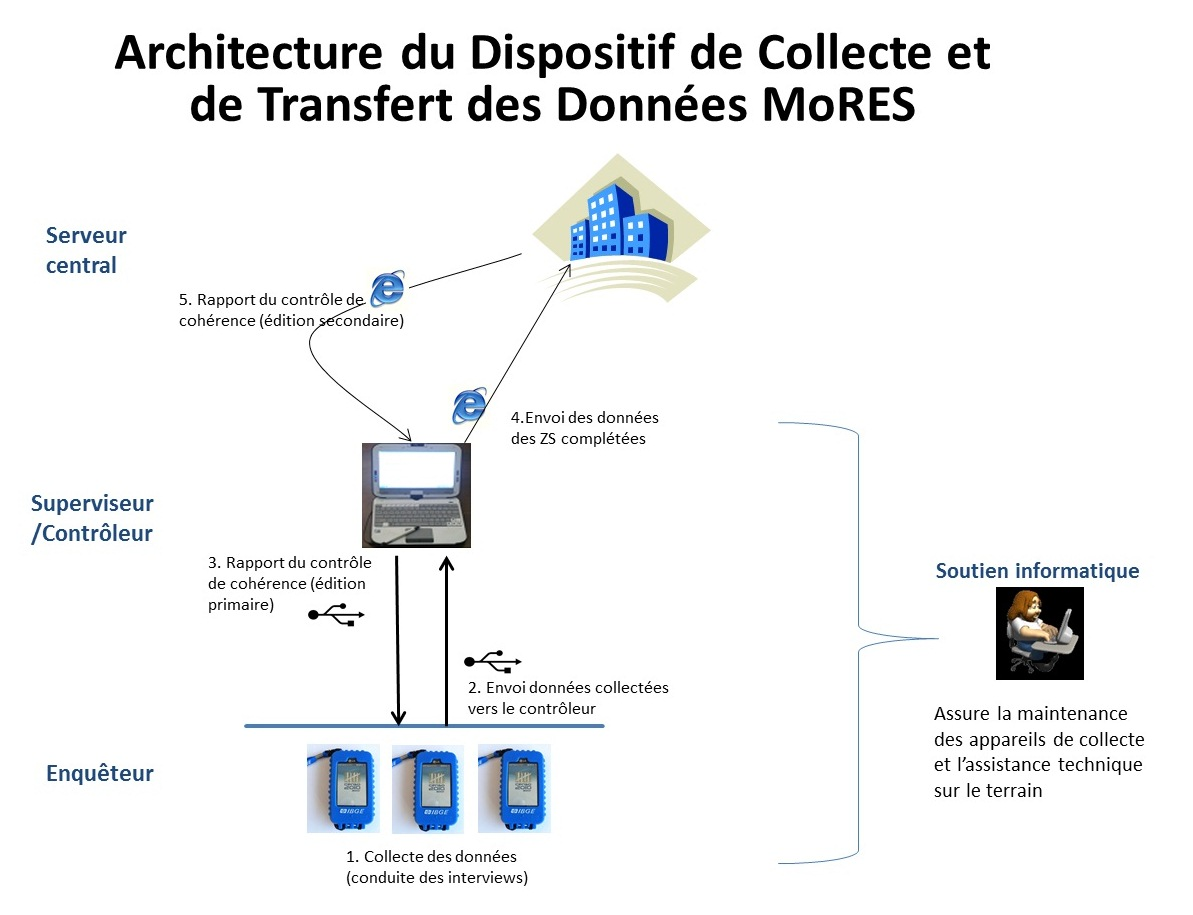 Architecture du Dispositif de Collecte et
de Transfert des Données MoRES
Serveur
central
5. Rapport du contrôle de
cohérence (édition secondaire)
4.Envoi des données
des ZS complétées
Superviseur
/Contrôleur
3. Rapport du contrôle
de cohérence (édition
primaire)
2. Envoi données collectées
vers le contrôleur
Soutien informatique
Assure la maintenance
des appareils de collecte
et l’assistance technique
sur le terrain
Enquêteur
IBGE
IBGE
IBGE
1. Collecte des données
(conduite des interviews)